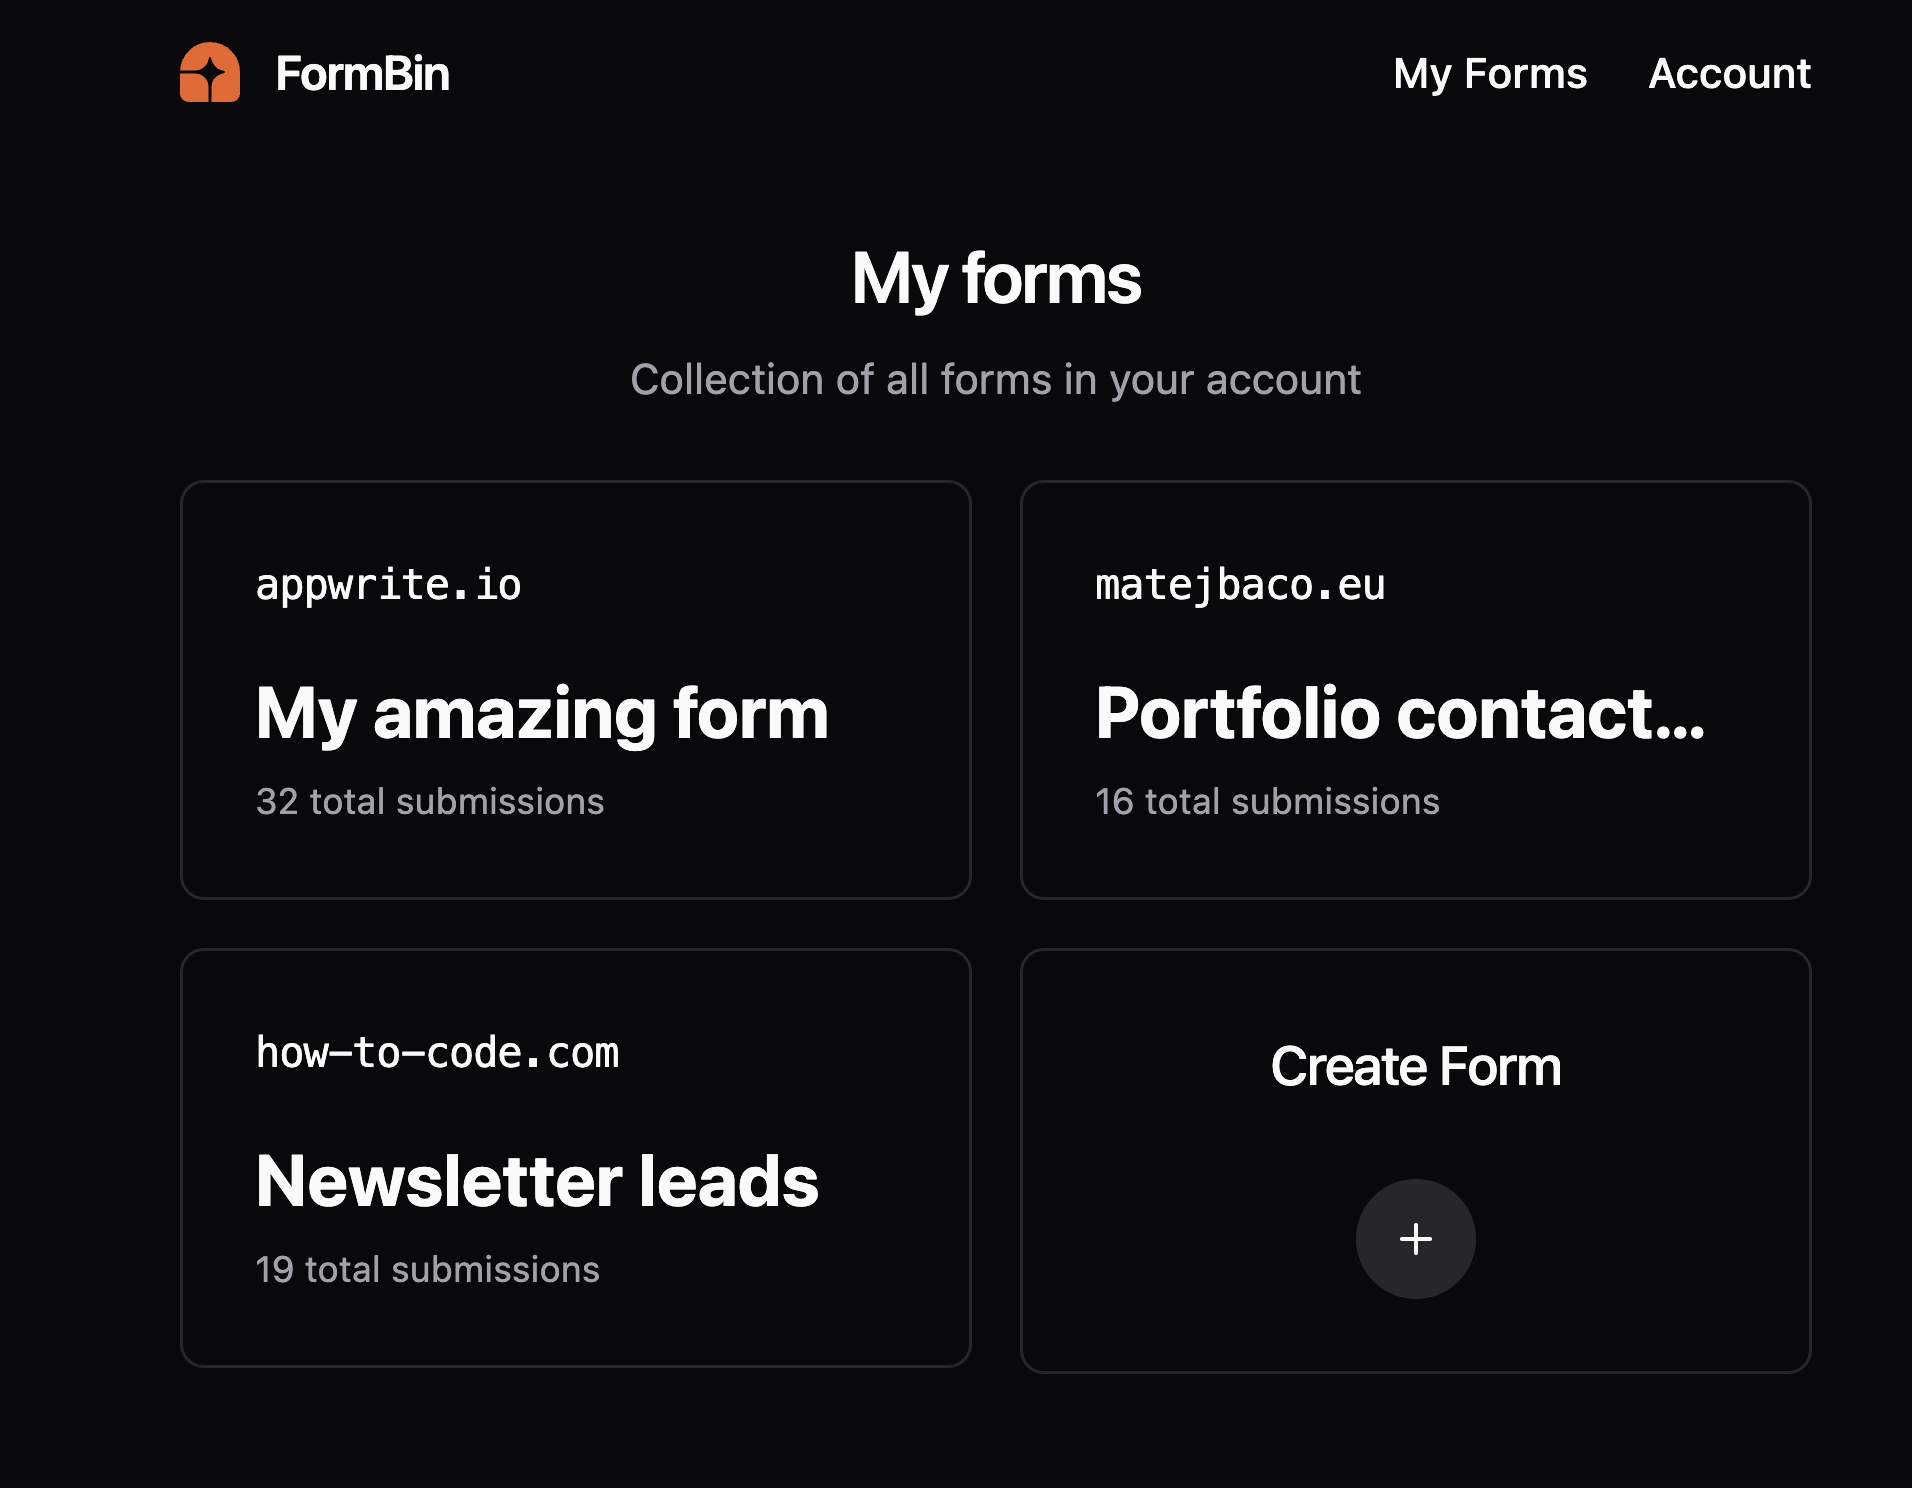 FormBin
My Forms
Account
My forms
Collection of all forms in your account
appwrite.io
My amazing form
32 total submissions
matejbaco.eu
Portfolio contact...
16 total submissions
how-to-code.com
Newsletter leads
19 total submissions
Create Form
+